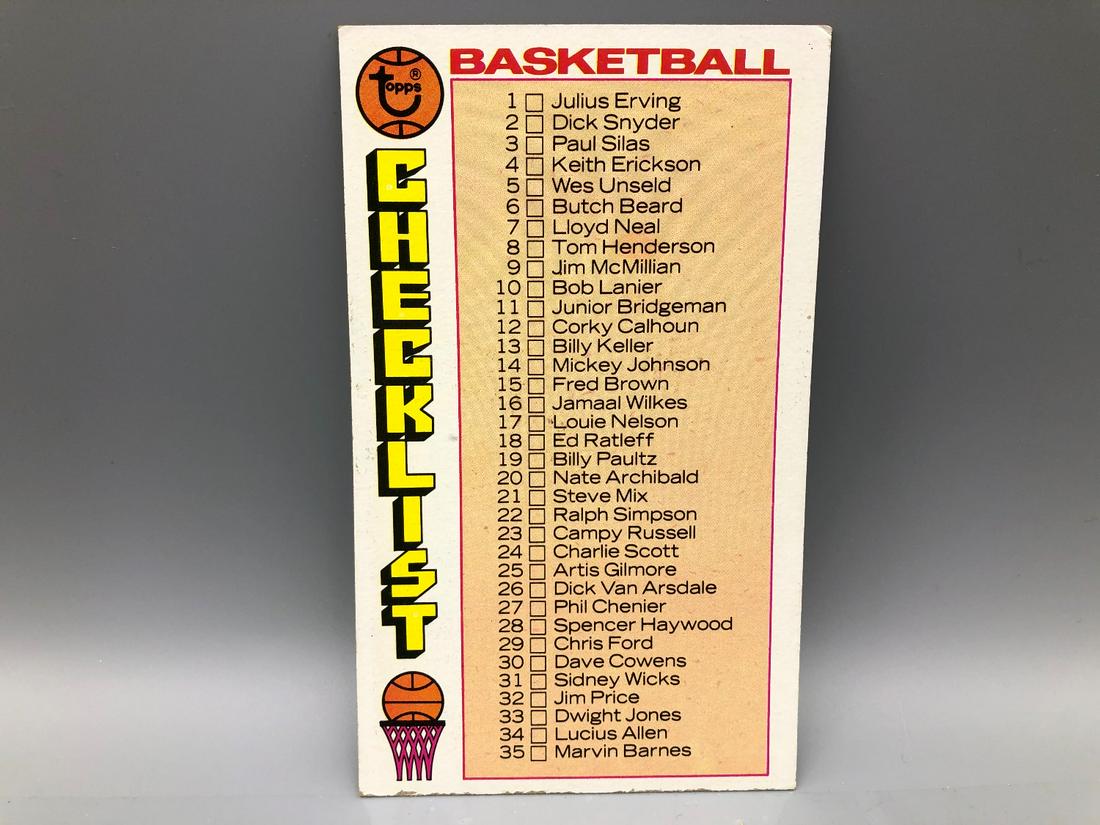 topps®
CHECKLIST
BASKETBALL
1 Julius Erving
2 Dick Snyder
3 Paul Silas
4 Keith Erickson
5 Wes Unseld
6 Butch Beard
7 Lloyd Neal
8 Tom Henderson
9 Jim McMillian
10 Bob Lanier
11 Junior Bridgeman
12 Corky Calhoun
13 Billy Keller
14 Mickey Johnson
15 Fred Brown
16 Jamaal Wilkes
17 Louie Nelson
18 Ed Ratleff
19 Billy Paultz
20 Nate Archibald
21 Steve Mix
22 Ralph Simpson
23 Campy Russell
24 Charlie Scott
25 Artis Gilmore
26 Dick Van Arsdale
27 Phil Chenier
28 Spencer Haywood
29 Chris Ford
30 Dave Cowens
31 Sidney Wicks
32 Jim Price
33 Dwight Jones
34 Lucius Allen
35 Marvin Barnes